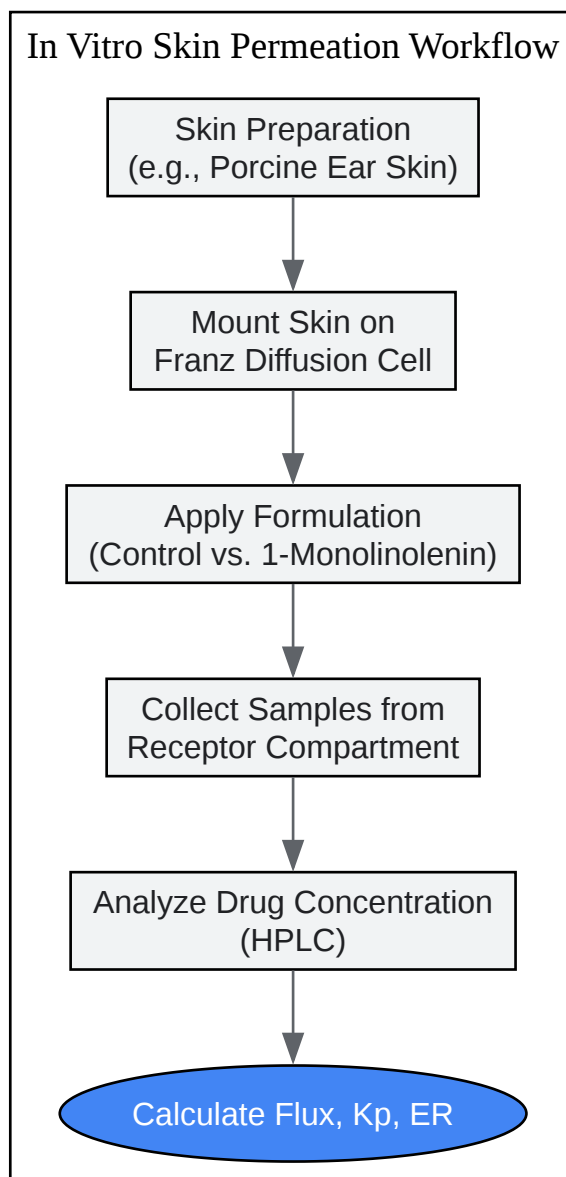 In Vitro Skin Permeation Workflow
Skin Preparation
(e.g., Porcine Ear Skin)
Mount Skin on
Franz Diffusion Cell
Apply Formulation
(Control vs. 1-Monolinolenin)
Collect Samples from
Receptor Compartment
Analyze Drug Concentration
(HPLC)
Calculate Flux, Kp, ER